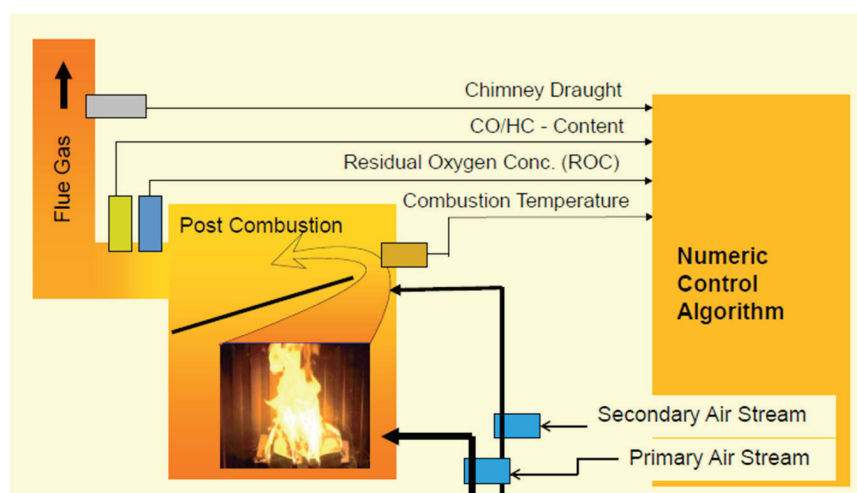 Chimney Draught
CO/HC - Content
Residual Oxygen Conc. (ROC)
Combustion Temperature
Flue Gas
Post Combustion
Numeric
Control
Algorithm
Secondary Air Stream
Primary Air Stream